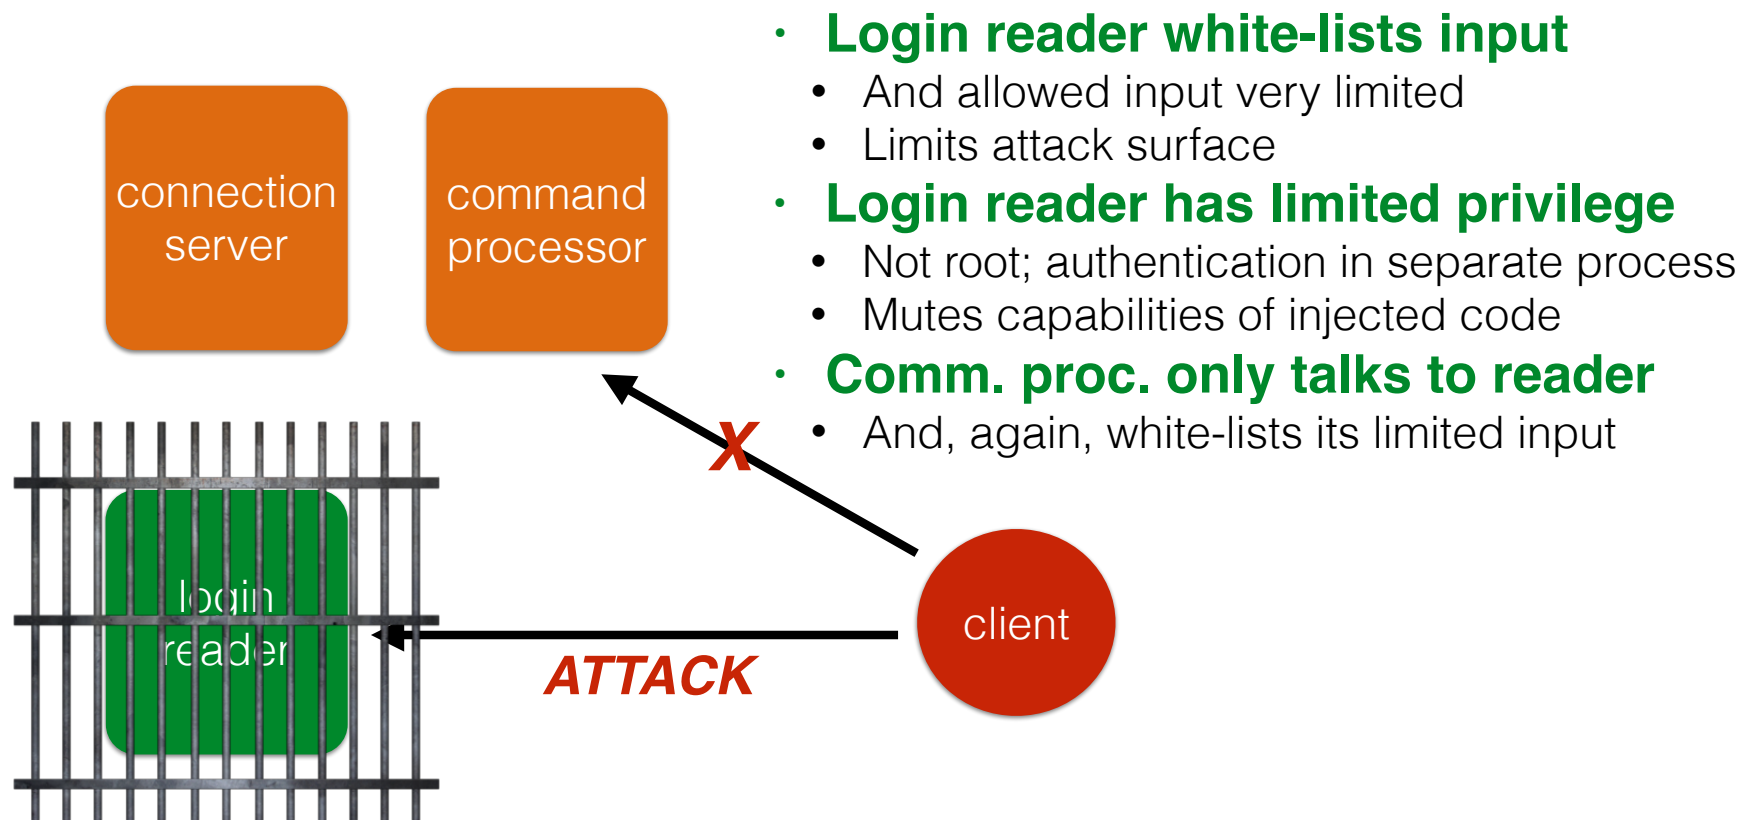 • Login reader white-lists input
• And allowed input very limited
• Limits attack surface
• Login reader has limited privilege
• Not root; authentication in separate process
• Mutes capabilities of injected code
• Comm. proc. only talks to reader
• And, again, white-lists its limited input
connection
server
command
processor
X
login
reader
ATTACK
client